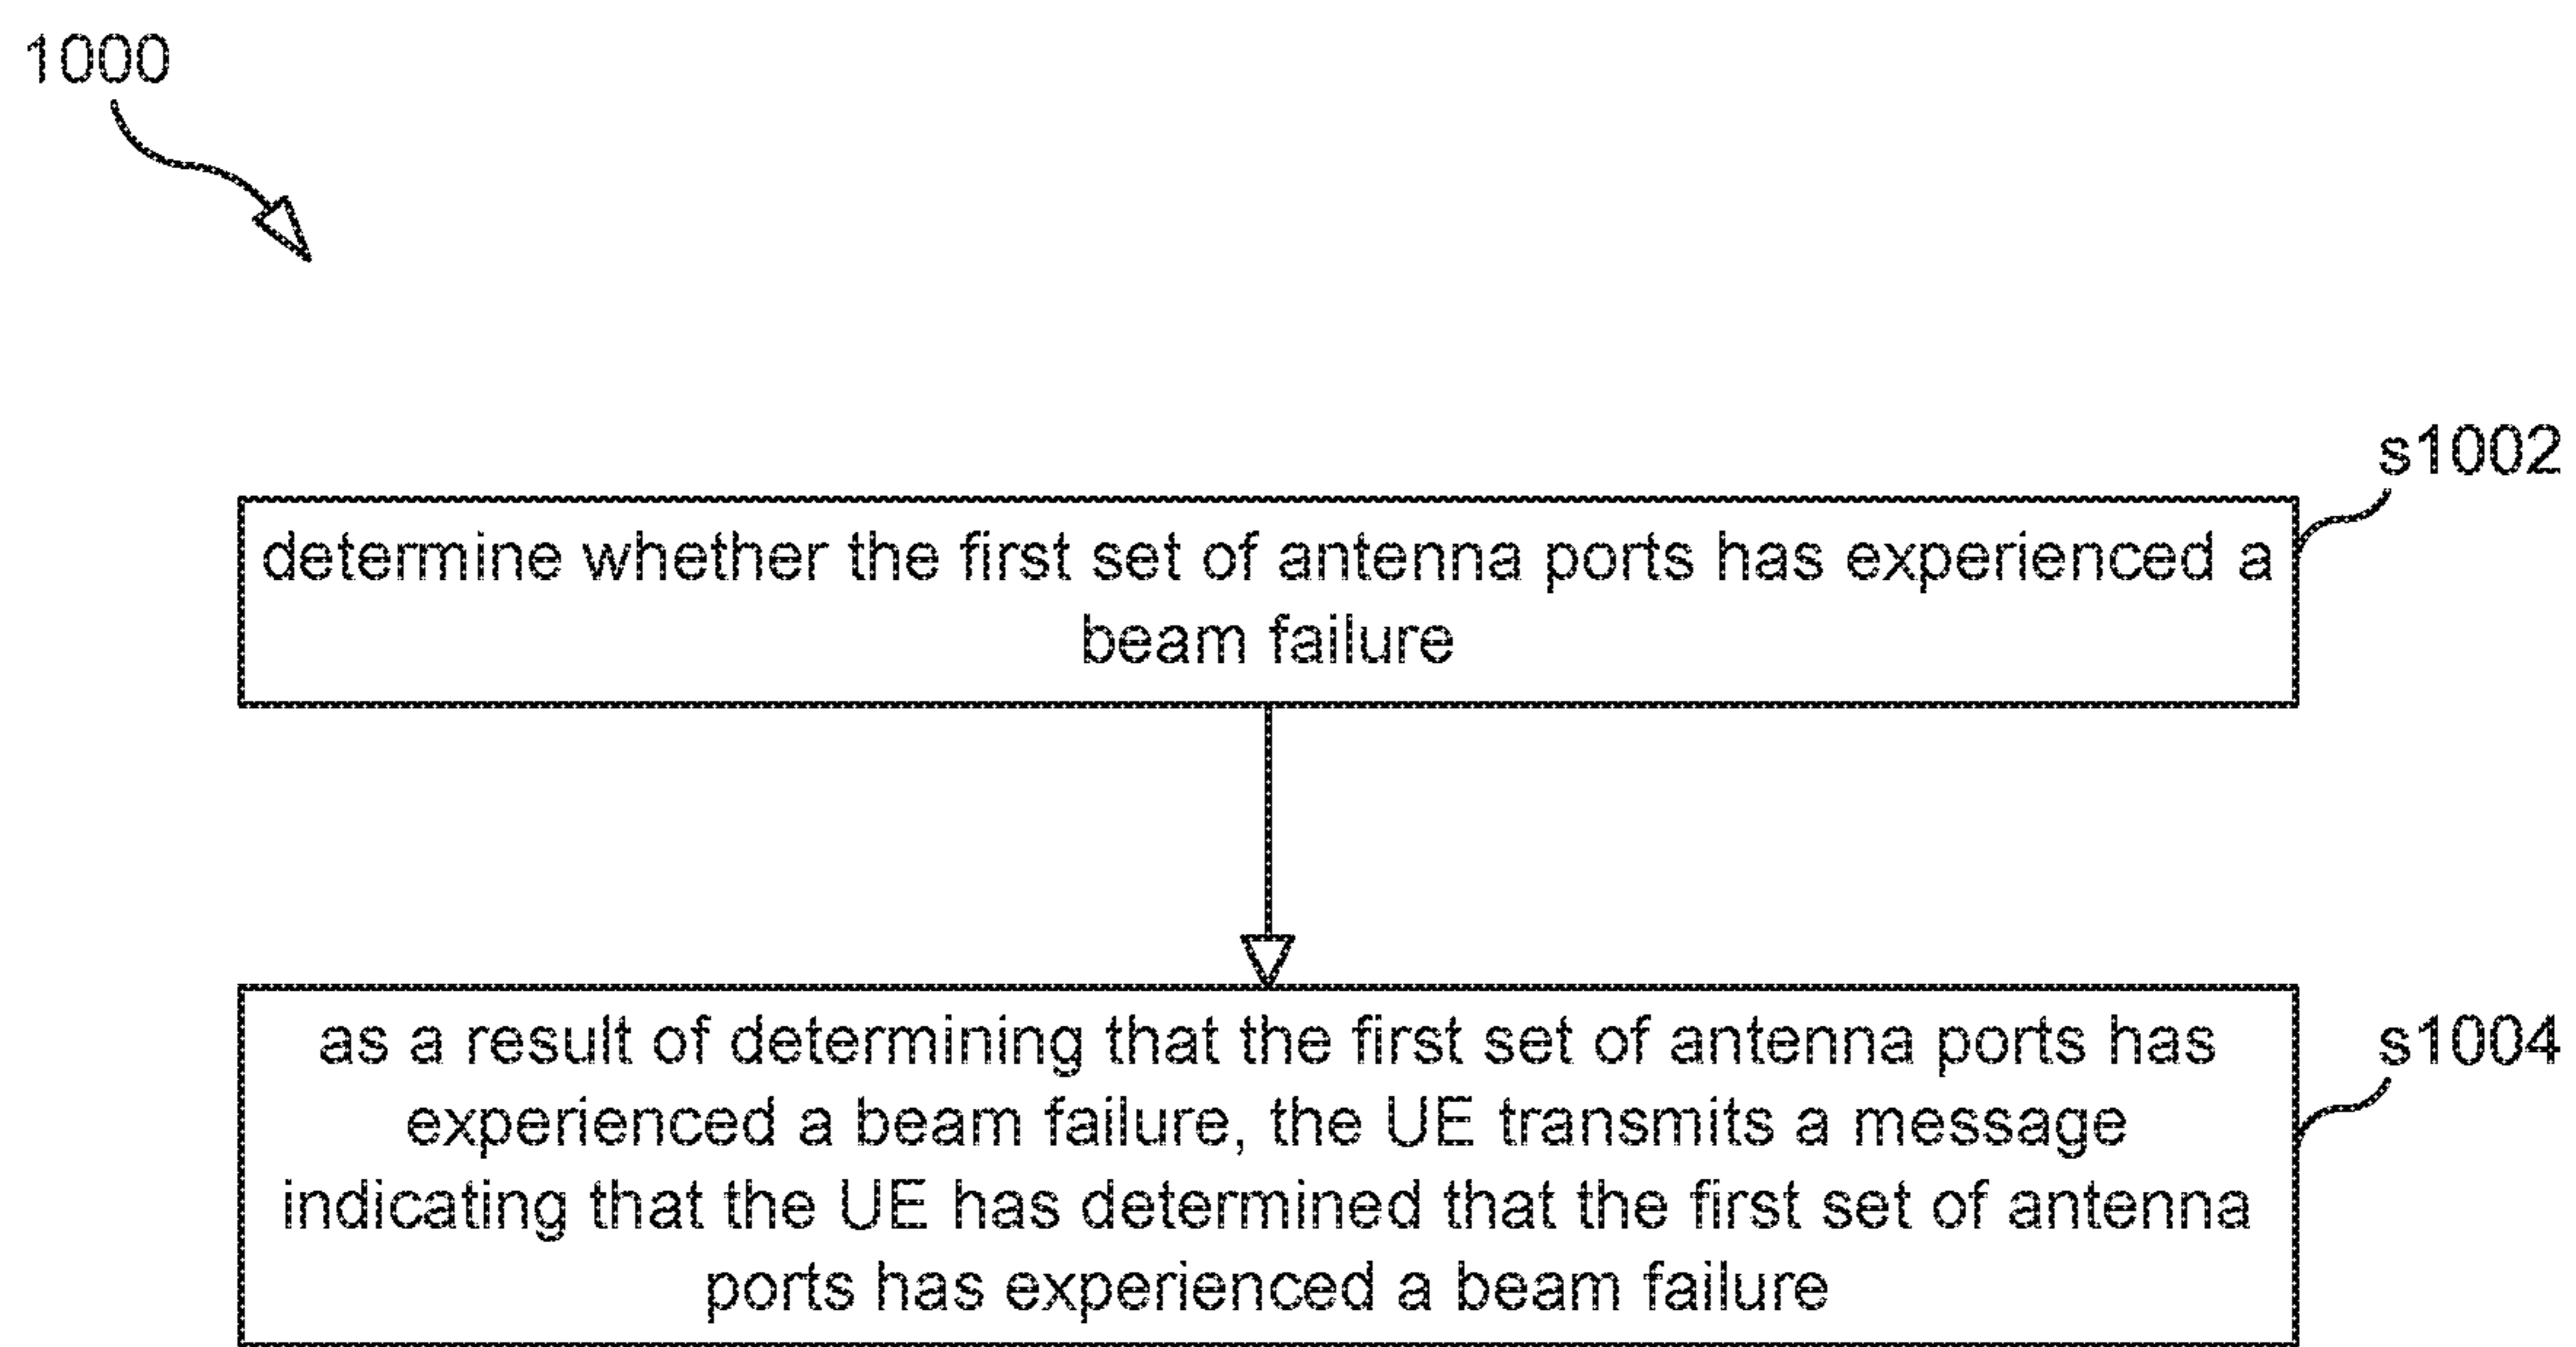 1000
s1002
determine whether the first set of antenna ports has experienced a
beam failure
as a result of determining that the first set of antenna ports has
s1004
experienced a beam failure, the UE transmits a message
indicating that the UE has determined that the first set of antenna
ports has experienced a beam failure